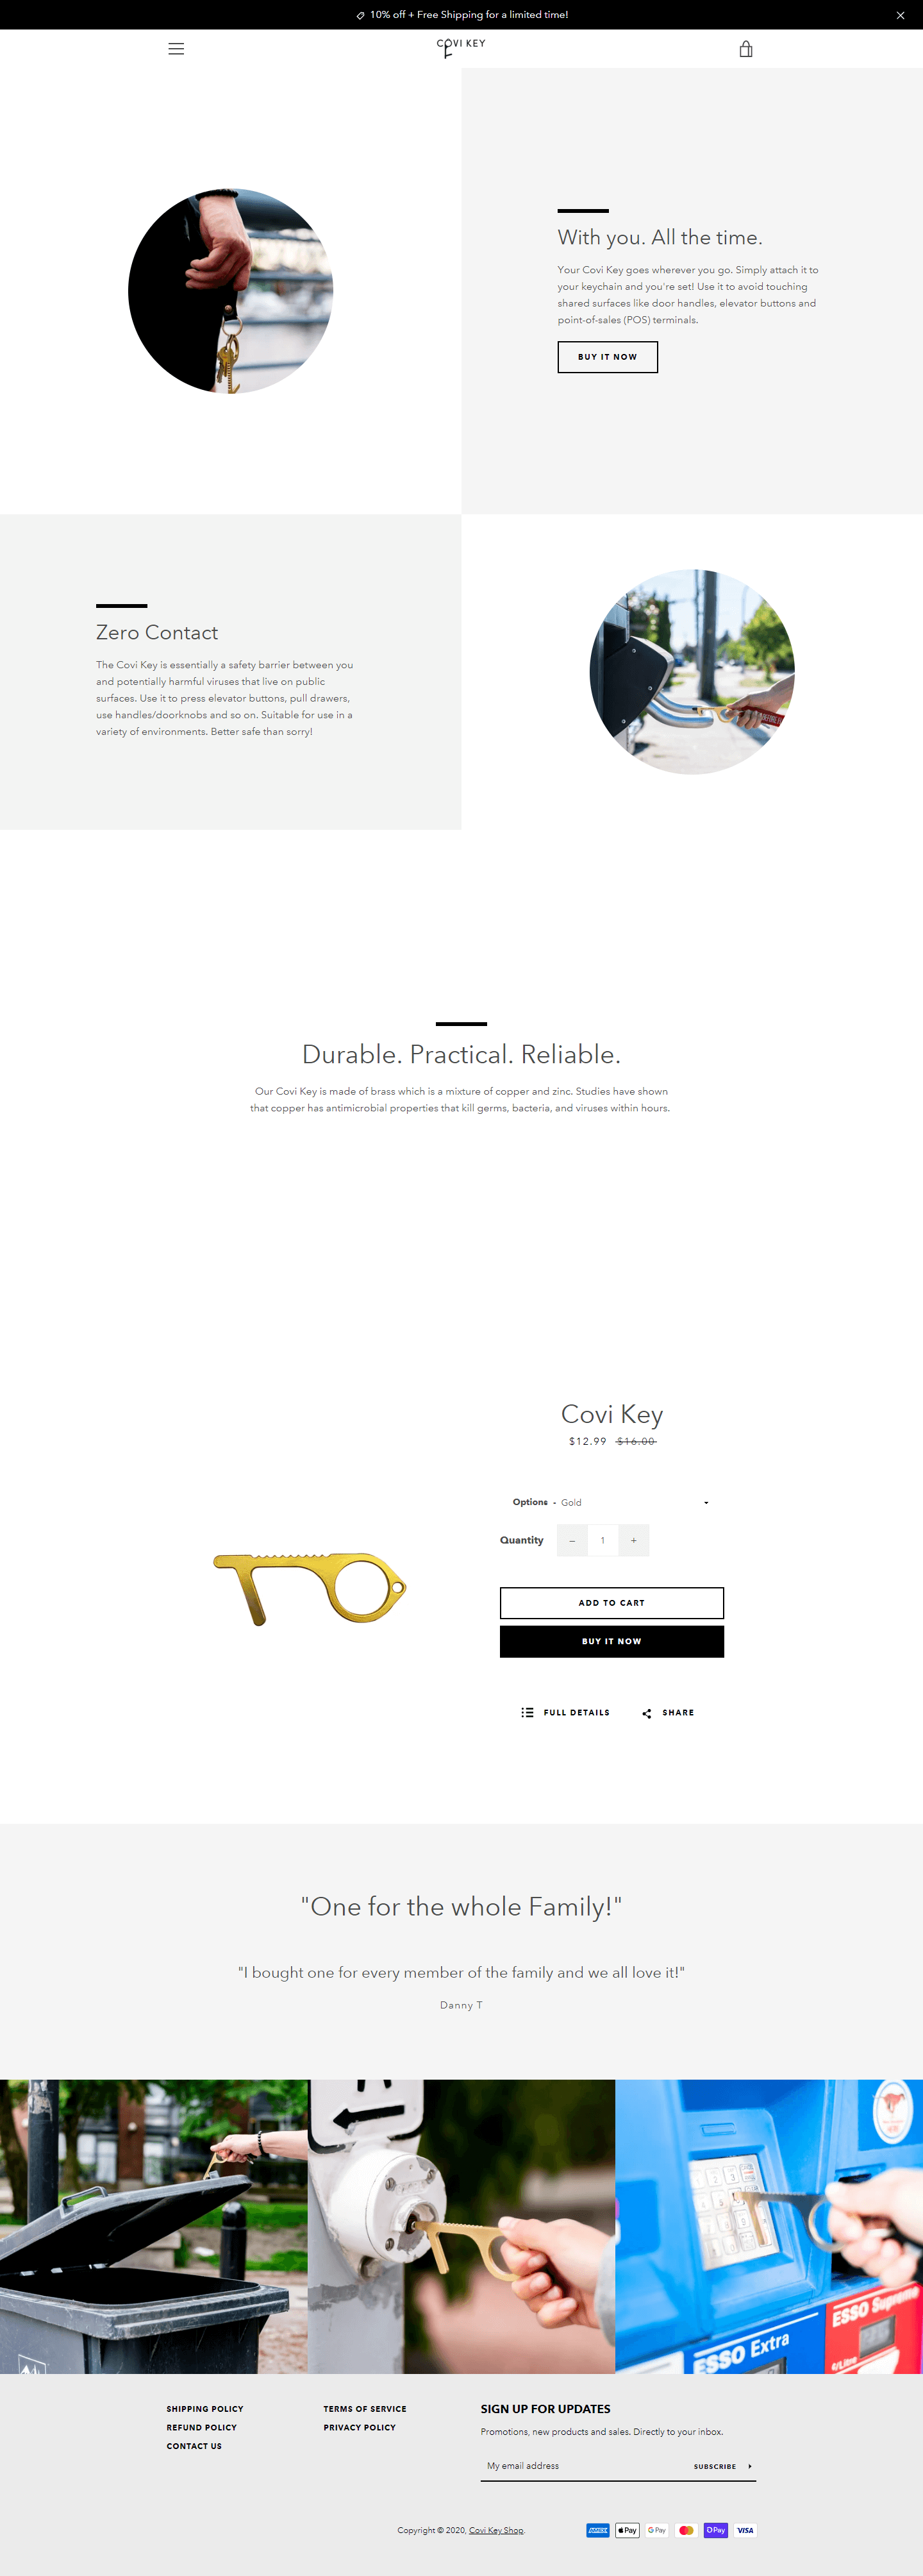 10% off + Free Shipping for a limited time!
COVI KEY
With you. All the time.
Your Covi Key goes wherever you go. Simply attach it to
your keychain and you're set! Use it to avoid touching
shared surfaces like door handles, elevator buttons and
point-of-sales (POS) terminals.
BUY IT NOW
Zero Contact
The Covi Key is essentially a safety barrier between you
and potentially harmful viruses that live on public
surfaces. Use it to press elevator buttons, pull drawers,
use handles/doorknobs and so on. Suitable for use in a
variety of environments. Better safe than sorry!
Durable. Practical. Reliable.
Our Covi Key is made of brass which is a mixture of copper and zinc. Studies have shown
that copper has antimicrobial properties that kill germs, bacteria, and viruses within hours.
Covi Key
$12.99 $16.00
Options - Gold
Quantity – 1 +
ADD TO CART
BUY IT NOW
FULL DETAILS SHARE
"One for the whole Family!"
"I bought one for every member of the family and we all love it!"
Danny T
ESSO Extra
ESSO Supreme
SHIPPING POLICY
REFUND POLICY
CONTACT US
TERMS OF SERVICE
PRIVACY POLICY
SIGN UP FOR UPDATES
Promotions, new products and sales. Directly to your inbox.
My email address SUBSCRIBE
Copyright © 2020, Covi Key Shop.
AMEX Pay G Pay Pay VISA